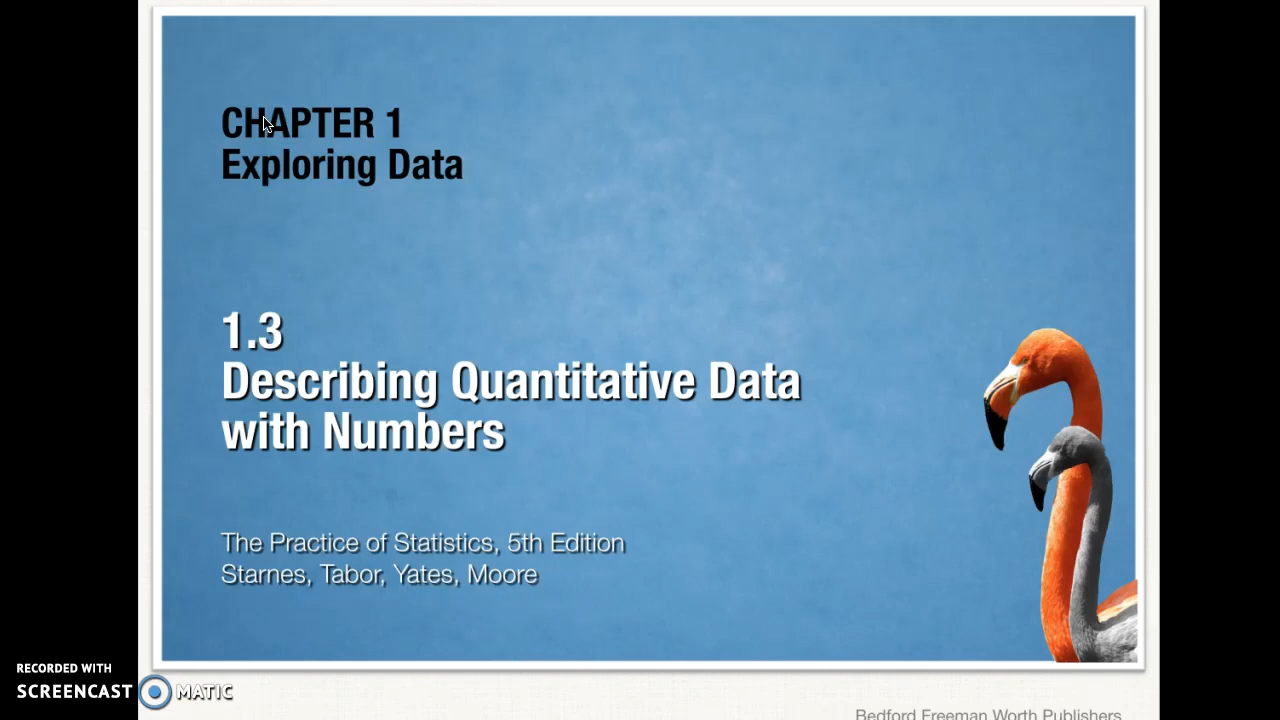 CHAPTER 1
Exploring Data
1.3
Describing Quantitative Data
with Numbers
The Practice of Statistics, 5th Edition
Starnes, Tabor, Yates, Moore
RECORDED WITH
SCREENCAST MATIC
Bedford Freeman Worth Publishers